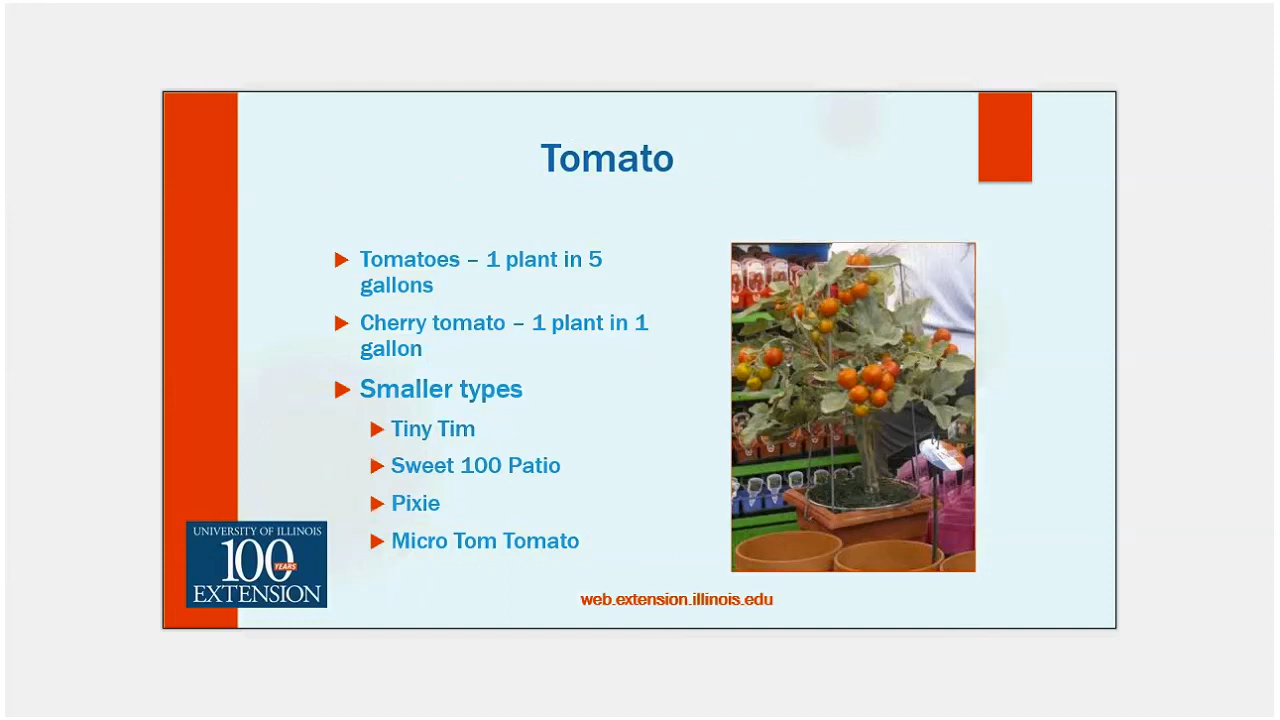 Tomato
Tomatoes – 1 plant in 5
gallons
Cherry tomato – 1 plant in 1
gallon
Smaller types
Tiny Tim
Sweet 100 Patio
Pixie
Micro Tom Tomato
UNIVERSITY OF ILLINOIS
100
YEARS
EXTENSION
web.extension.illinois.edu